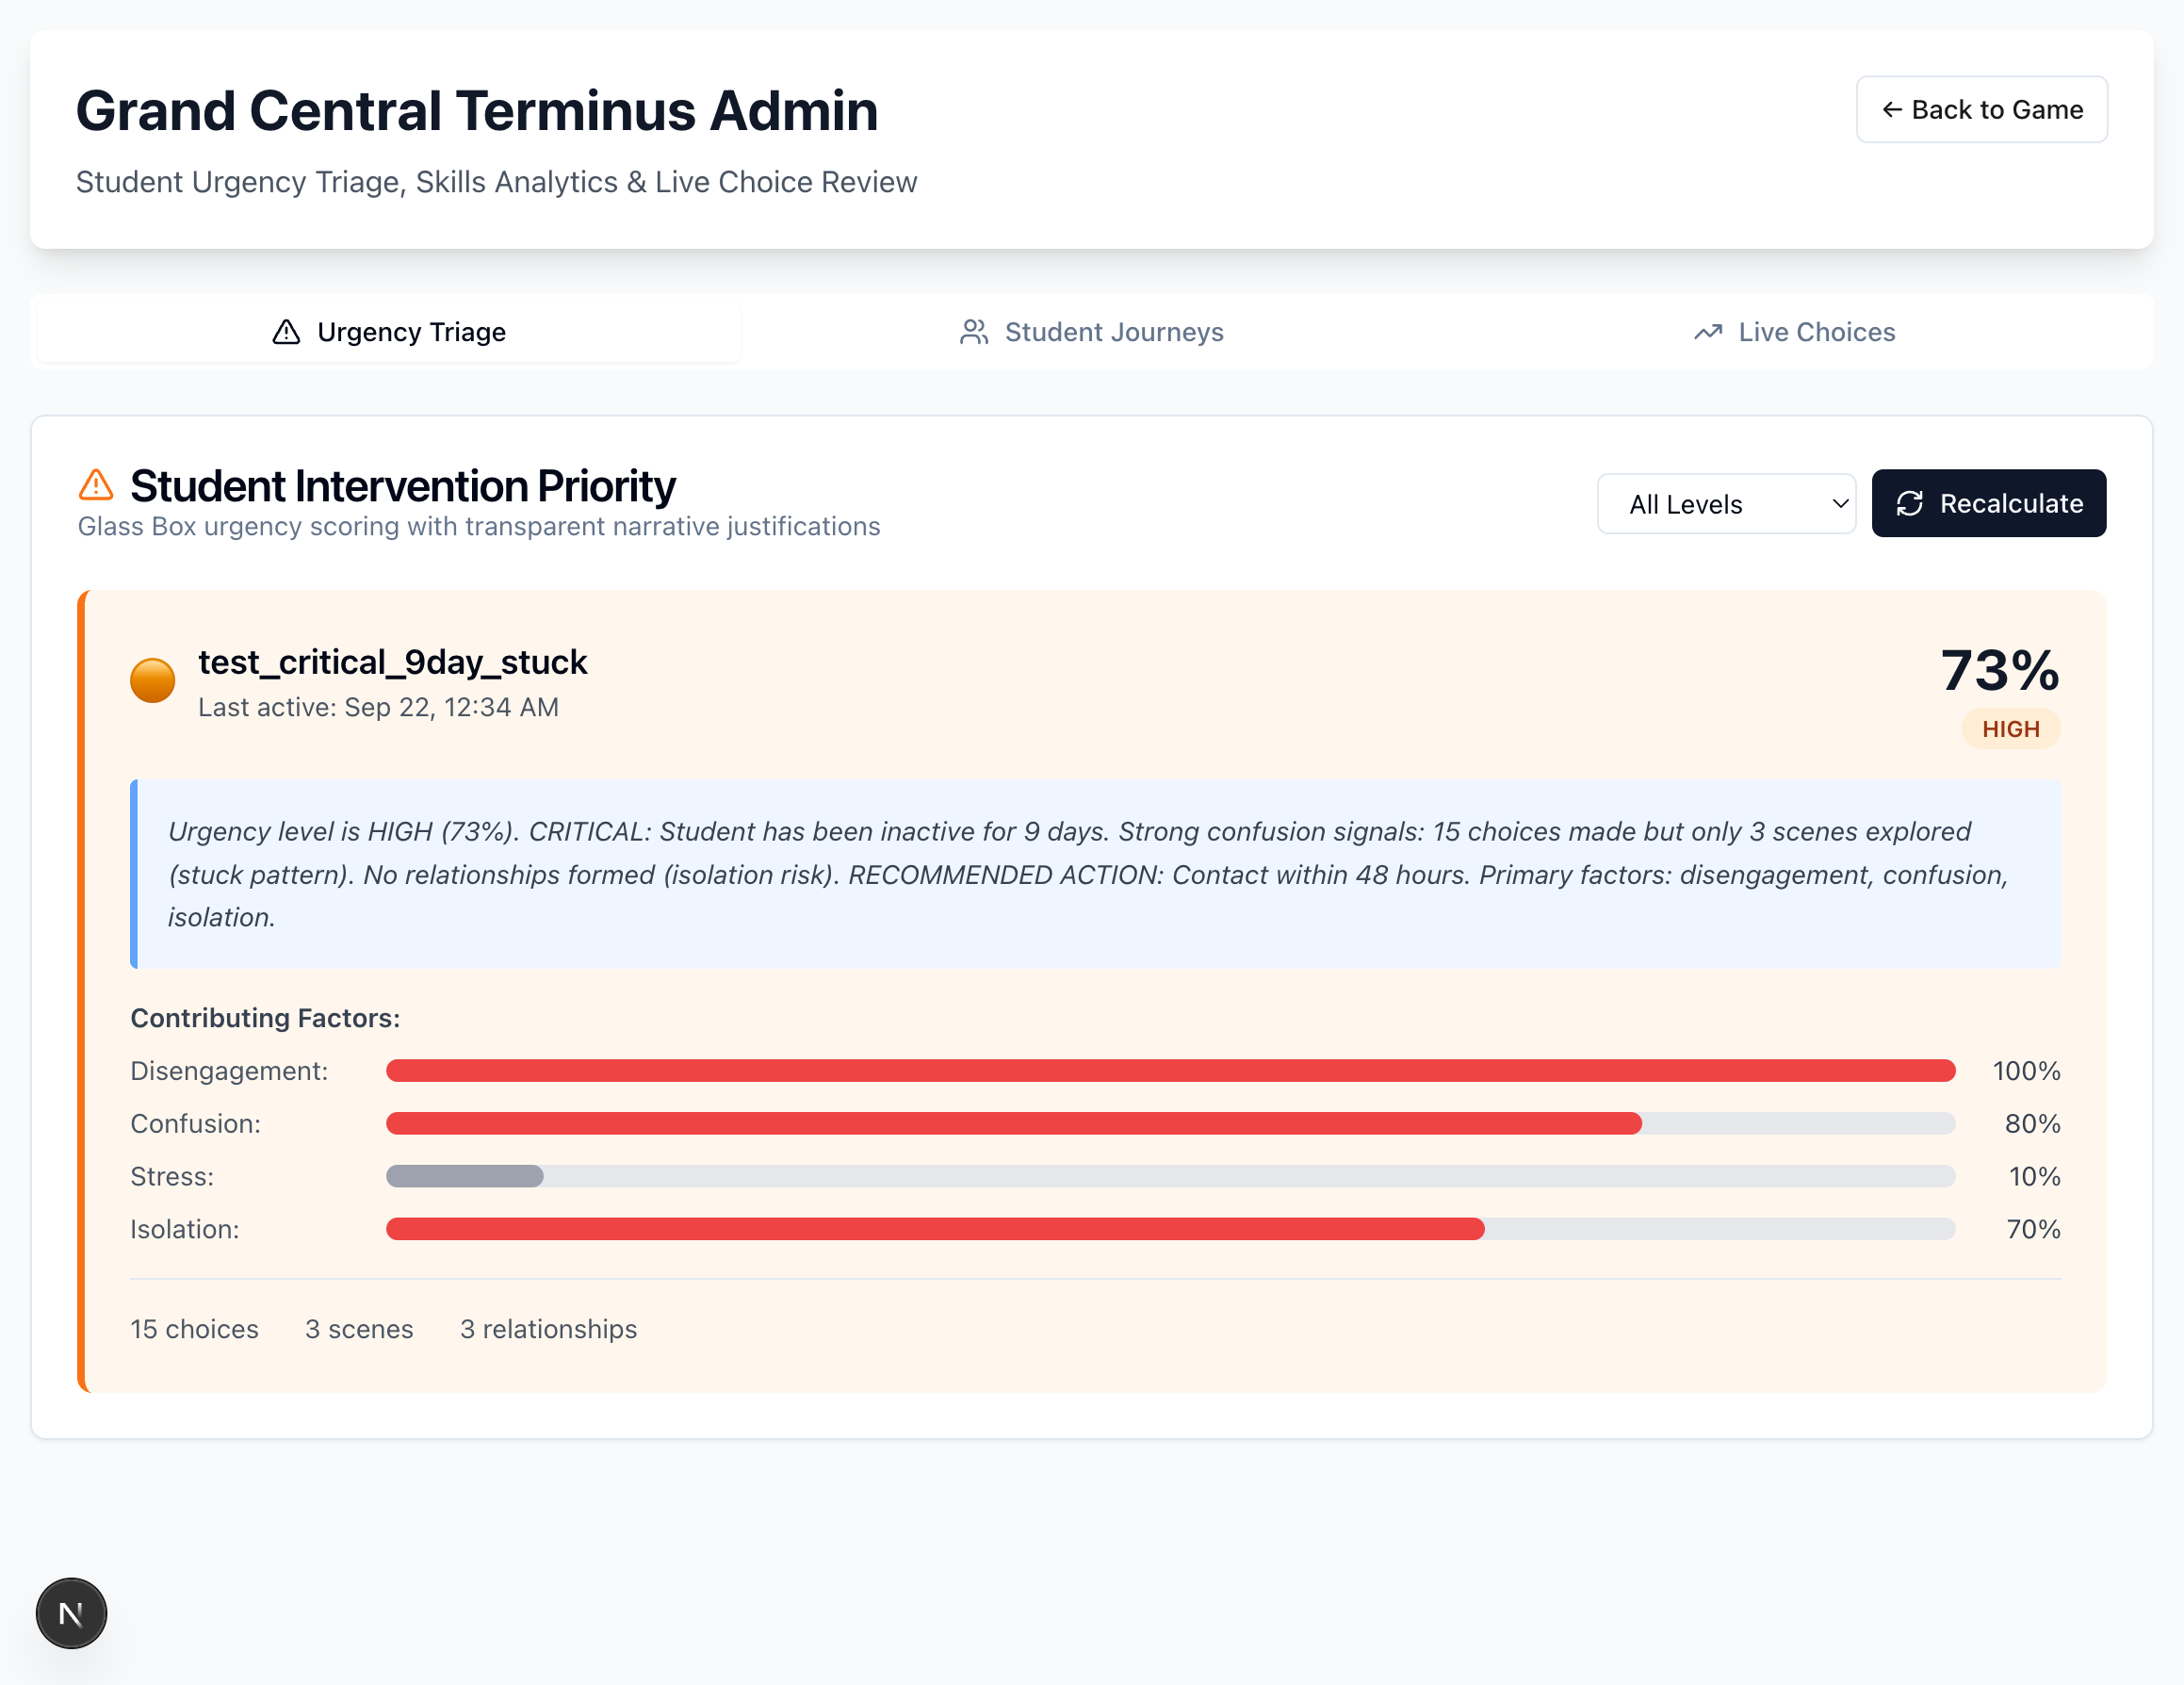 Grand Central Terminus Admin
← Back to Game
Student Urgency Triage, Skills Analytics & Live Choice Review
Urgency Triage
Student Journeys
Live Choices
Student Intervention Priority
Glass Box urgency scoring with transparent narrative justifications
All Levels
Recalculate
test_critical_9day_stuck
Last active: Sep 22, 12:34 AM
73%
HIGH
Urgency level is HIGH (73%). CRITICAL: Student has been inactive for 9 days. Strong confusion signals: 15 choices made but only 3 scenes explored
(stuck pattern). No relationships formed (isolation risk). RECOMMENDED ACTION: Contact within 48 hours. Primary factors: disengagement, confusion,
isolation.
Contributing Factors:
Disengagement: 100%
Confusion: 80%
Stress: 10%
Isolation: 70%
15 choices 3 scenes 3 relationships
N